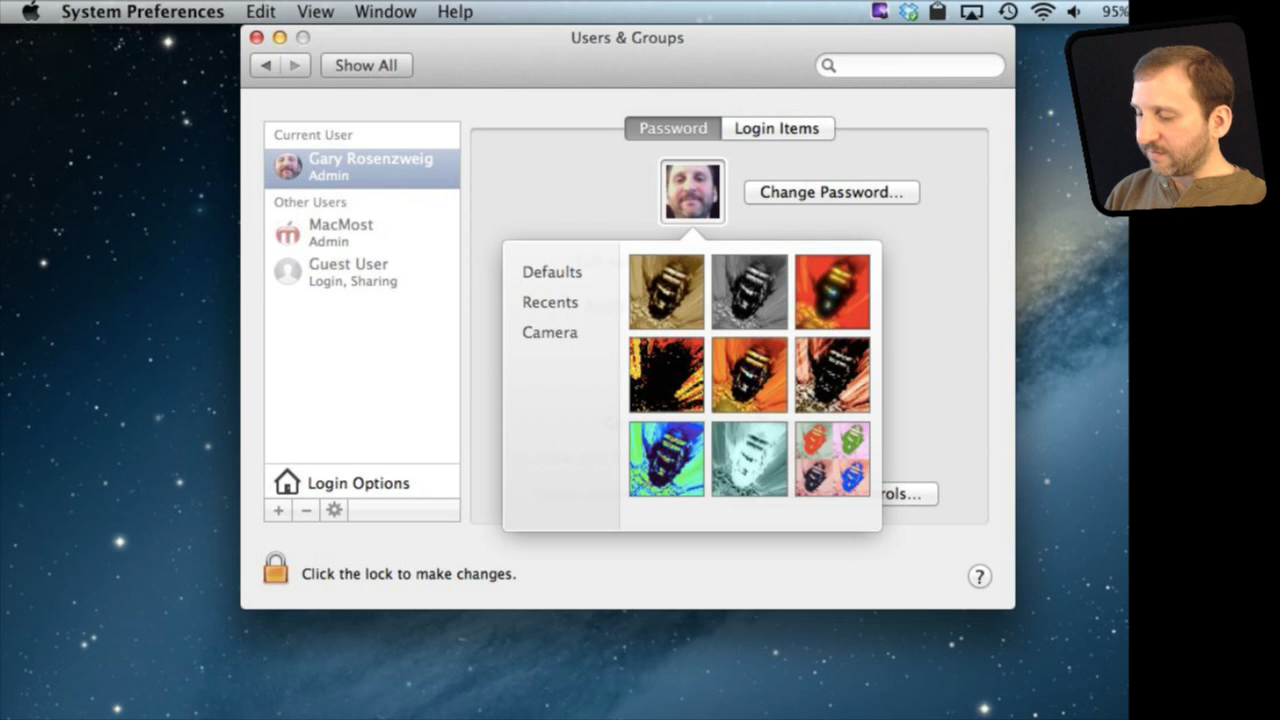 System Preferences Edit View Window Help 95%
Users & Groups
Show All
Password Login Items
Current User
Gary Rosenzweig
Admin
Change Password...
Other Users
MacMost
Admin
Guest User
Login, Sharing
Defaults
Recents
Camera
Login Options
+ −
rols...
Click the lock to make changes.
?